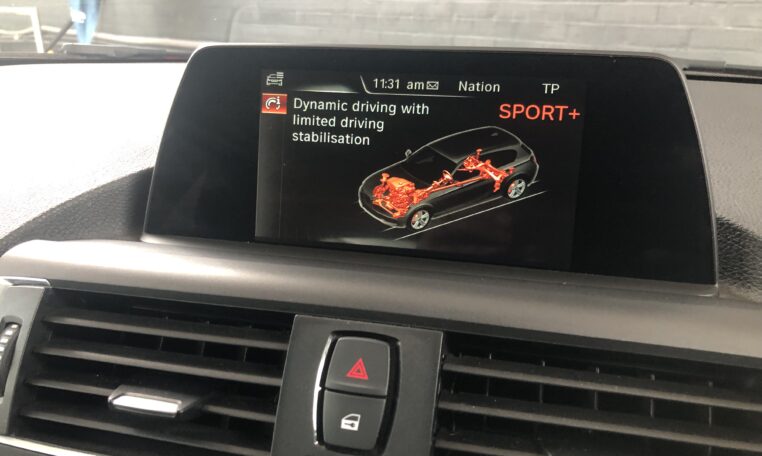 11:31 am Nation TP
SPORT+
Dynamic driving with
limited driving
stabilisation